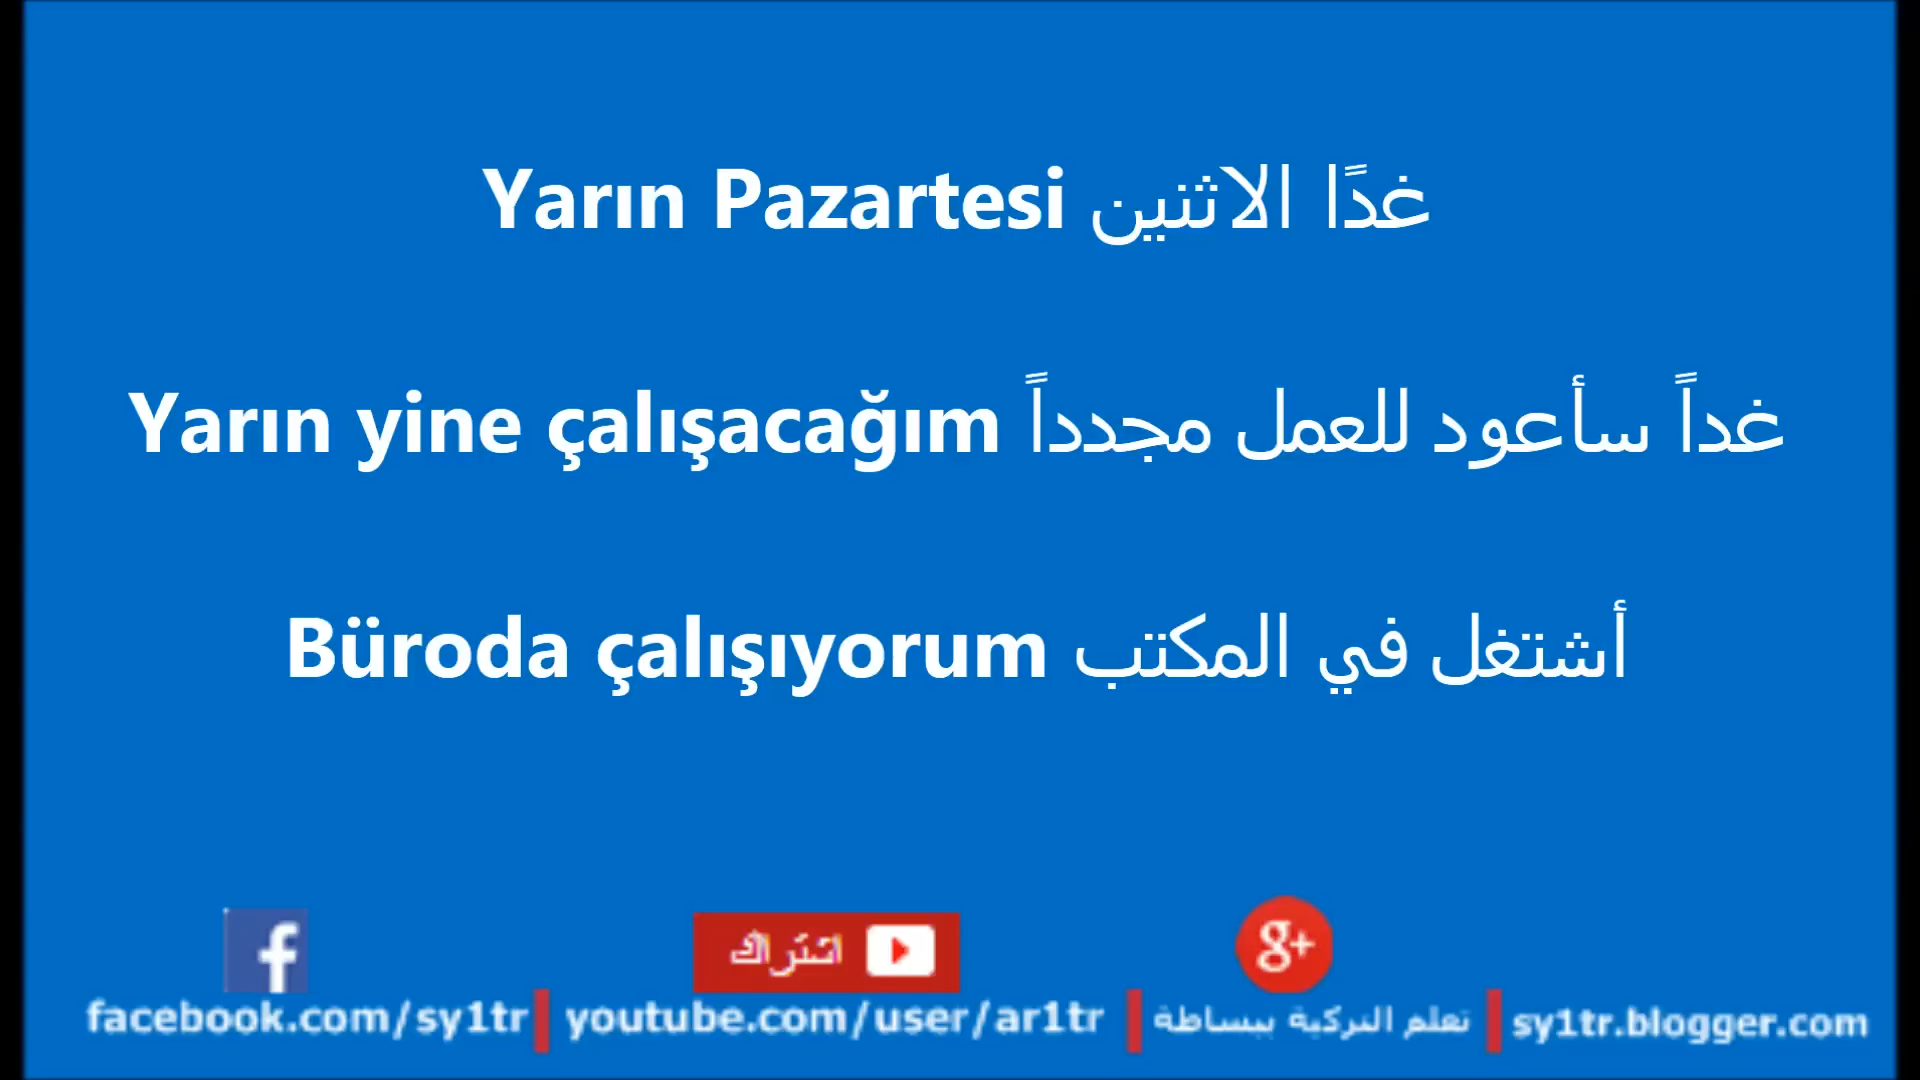 Yarın Pazartesi غدًا الاثنين
Yarın yine çalışacağım غداً سأعود للعمل مجدداً
Büroda çalışıyorum أشتغل في المكتب
f
اشتراك
g+
facebook.com/sy1tr
youtube.com/user/ar1tr
تعلم التركية ببساطة
sy1tr.blogger.com